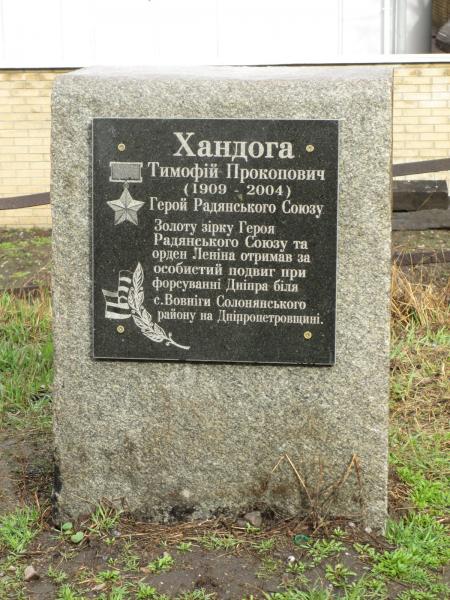 Хандога
Тимофій Прокопович
(1909 - 2004)
Герой Радянського Союзу
Золоту зірку Героя
Радянського Союзу та
орден Леніна отримав за
особистий подвиг при
форсуванні Дніпра біля
с.Вовніги Солонянського
району на Дніпропетровщині.